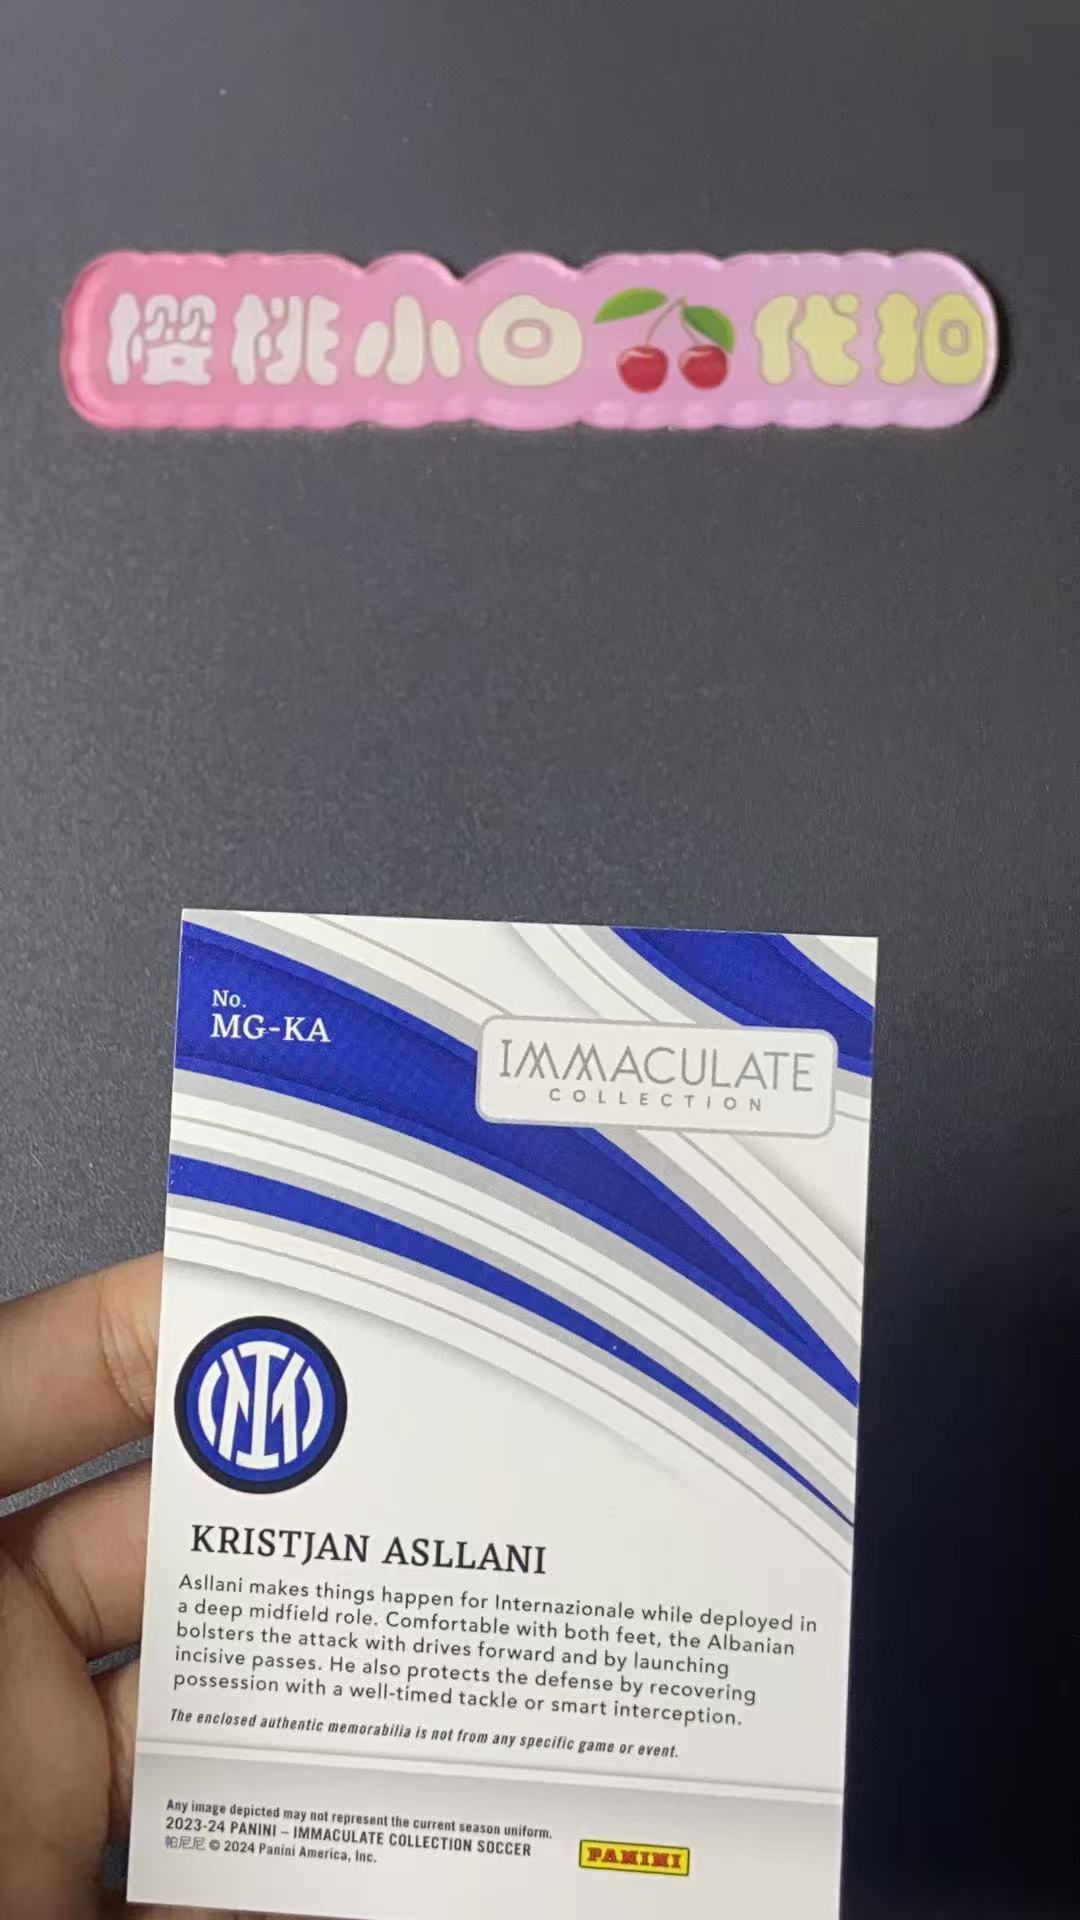 樱桃小口代扣
No.
MG-KA
IMMACULATE
COLLECTION
KRISTJAN ASLLANI
Asllani makes things happen for Internazionale while deployed in
a deep midfield role. Comfortable with both feet, the Albanian
bolsters the attack with drives forward and by launching
incisive passes. He also protects the defense by recovering
possession with a well-timed tackle or smart interception.
The enclosed authentic memorabilia is not from any specific game or event.
Any image depicted may not represent the current season uniform.
2023-24 PANINI – IMMACULATE COLLECTION SOCCER
帕尼尼 © 2024 Panini America, Inc.
PANINI